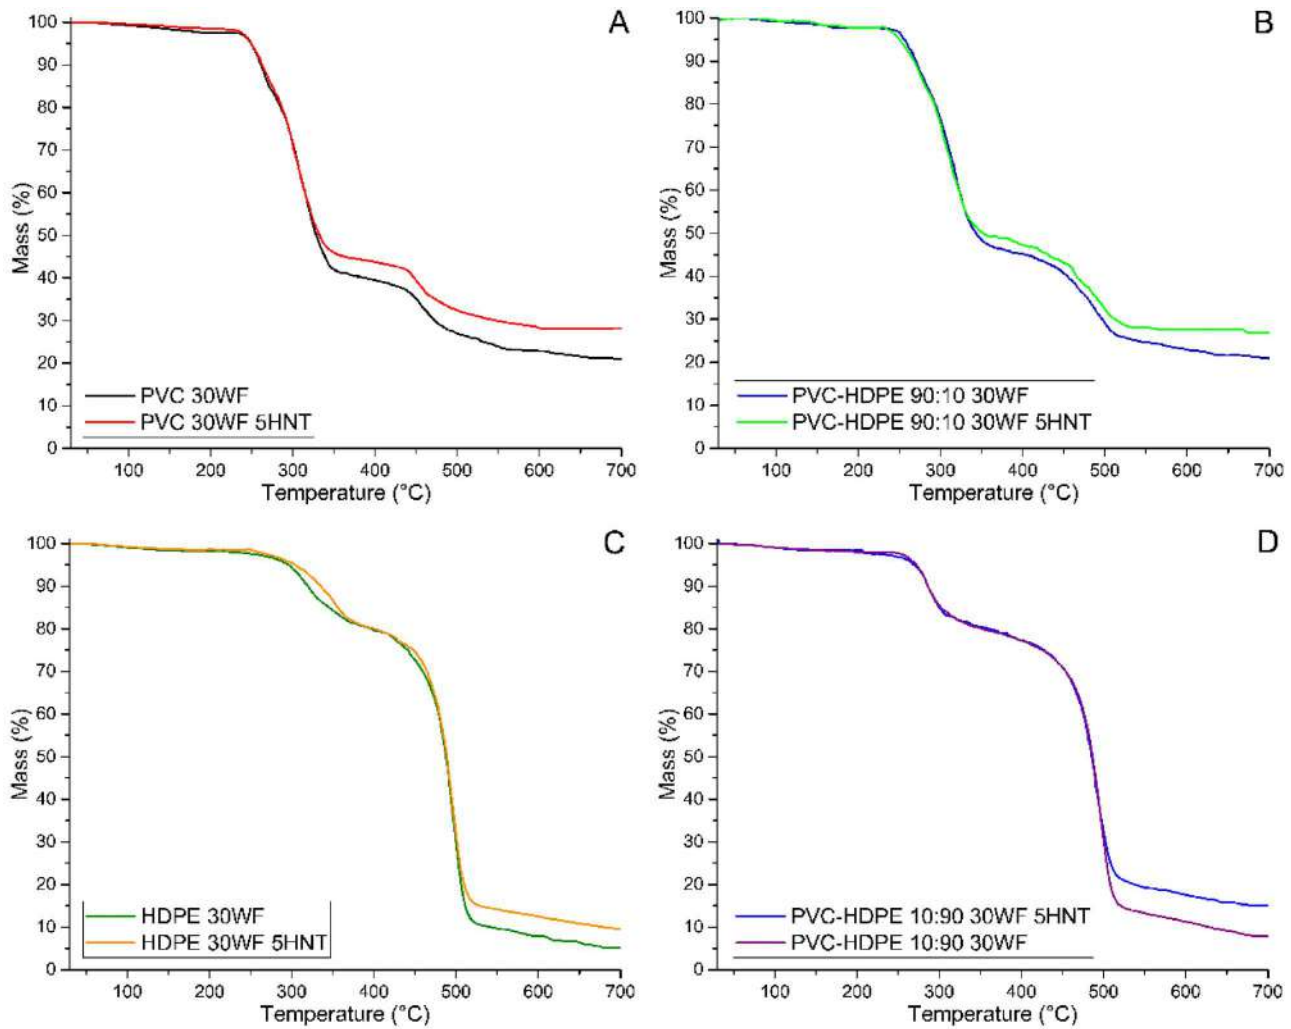 A
Mass (%)
100
90
80
70
60
50
40
30
20
10
0
PVC 30WF
PVC 30WF 5HNT
100 200 300 400 500 600 700
Temperature (°C)
B
Mass (%)
100
90
80
70
60
50
40
30
20
10
0
PVC-HDPE 90:10 30WF
PVC-HDPE 90:10 30WF 5HNT
100 200 300 400 500 600 700
Temperature (°C)
C
Mass (%)
100
90
80
70
60
50
40
30
20
10
0
HDPE 30WF
HDPE 30WF 5HNT
100 200 300 400 500 600 700
Temperature (°C)
D
Mass (%)
100
90
80
70
60
50
40
30
20
10
0
PVC-HDPE 10:90 30WF 5HNT
PVC-HDPE 10:90 30WF
100 200 300 400 500 600 700
Temperature (°C)